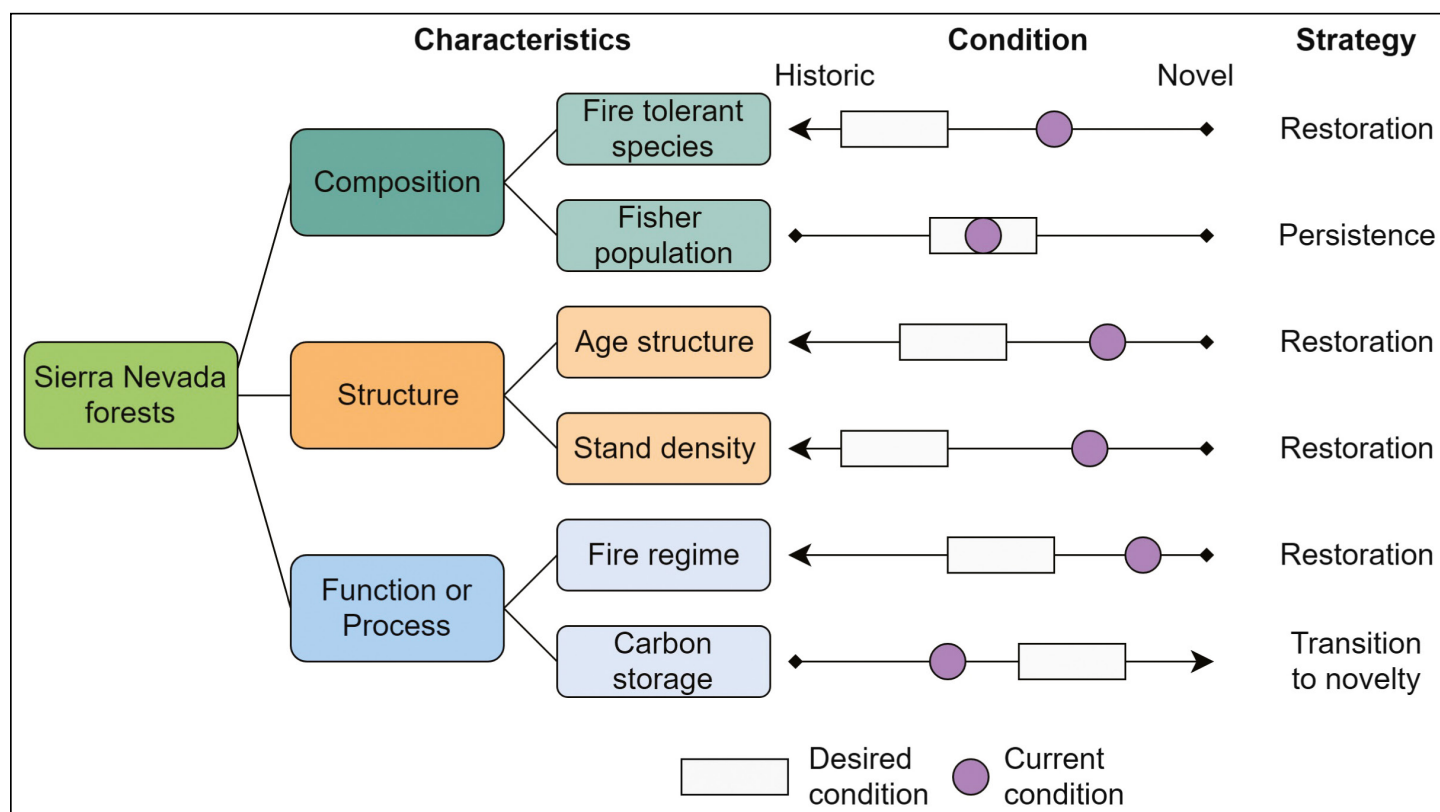 Characteristics
Condition
Strategy
Historic
Novel
Fire tolerant
species
Restoration
Composition
Fisher
population
Persistence
Age structure
Restoration
Sierra Nevada
forests
Structure
Stand density
Restoration
Fire regime
Restoration
Function or
Process
Carbon
storage
Transition
to novelty
Desired
condition
Current
condition